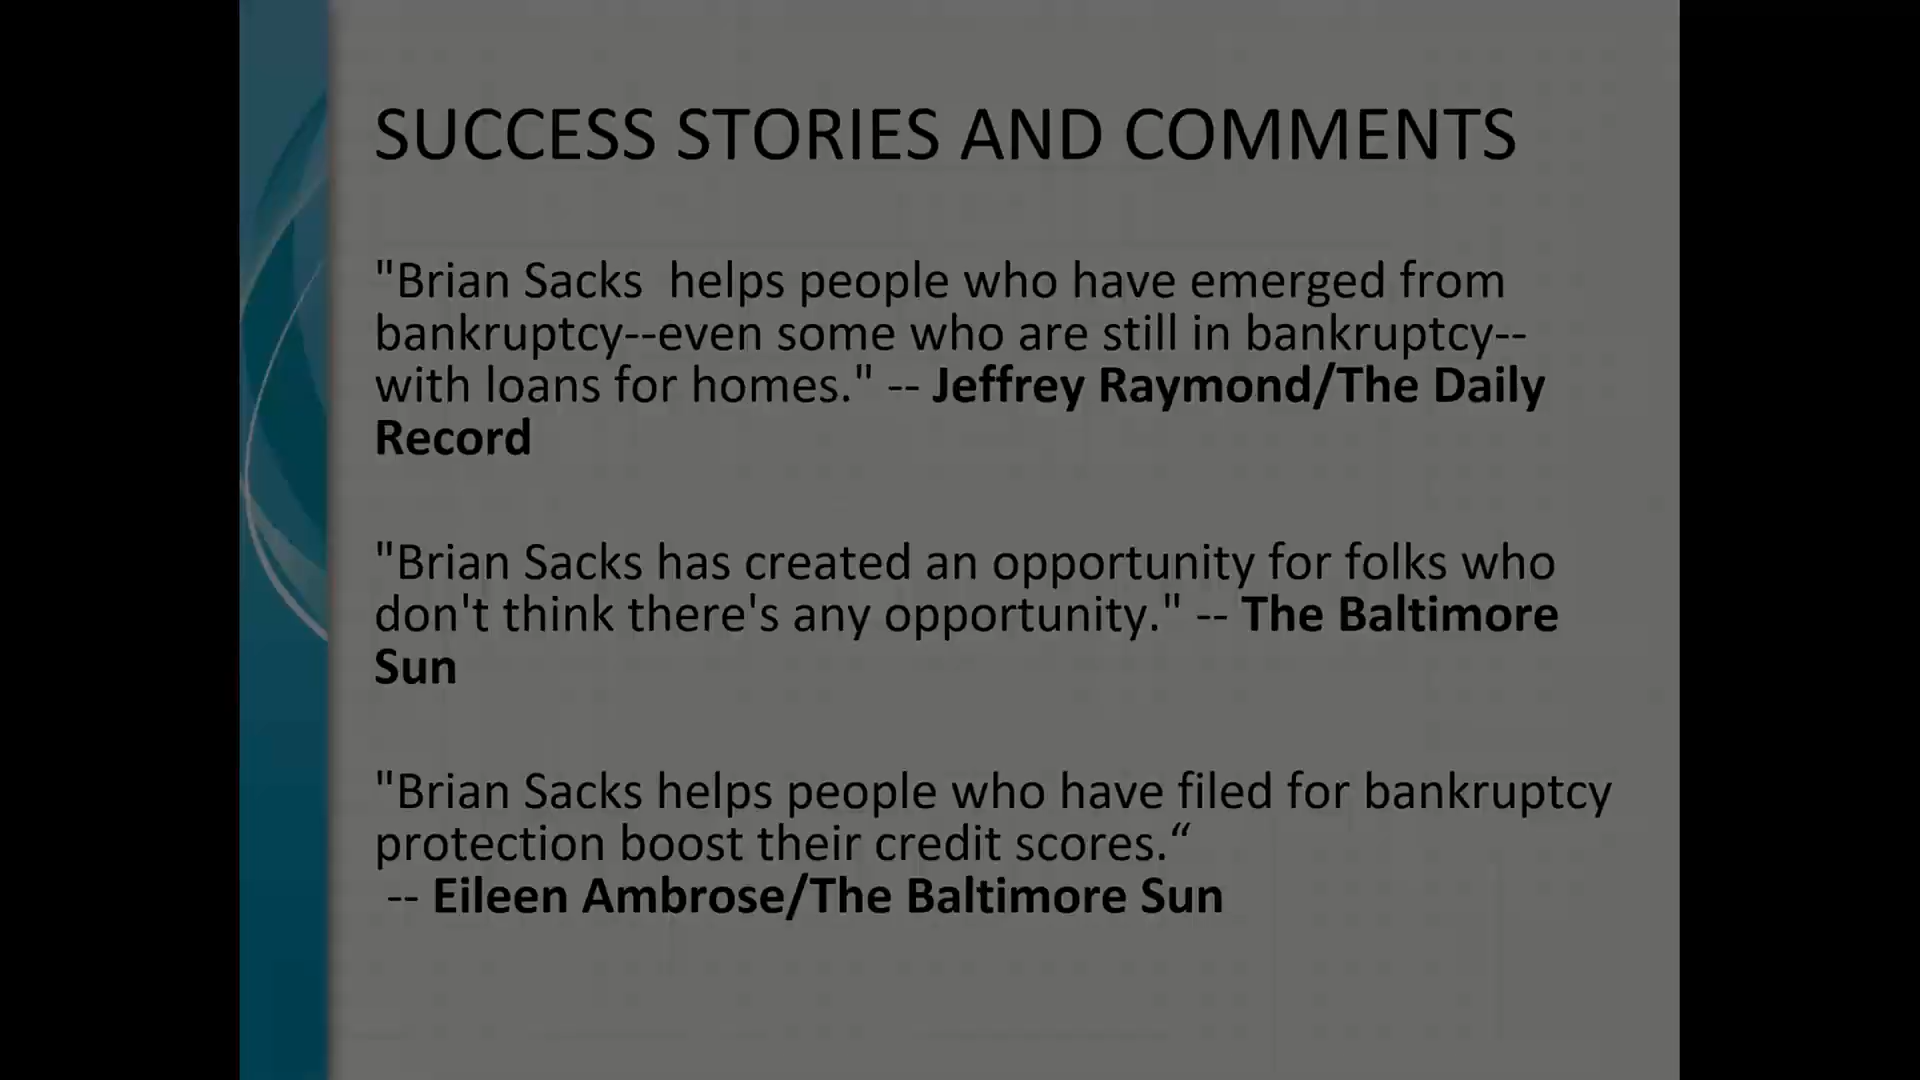 SUCCESS STORIES AND COMMENTS
"Brian Sacks  helps people who have emerged from
bankruptcy--even some who are still in bankruptcy--
with loans for homes." -- Jeffrey Raymond/The Daily
Record
"Brian Sacks has created an opportunity for folks who
don't think there's any opportunity." -- The Baltimore
Sun
"Brian Sacks helps people who have filed for bankruptcy
protection boost their credit scores.“
-- Eileen Ambrose/The Baltimore Sun